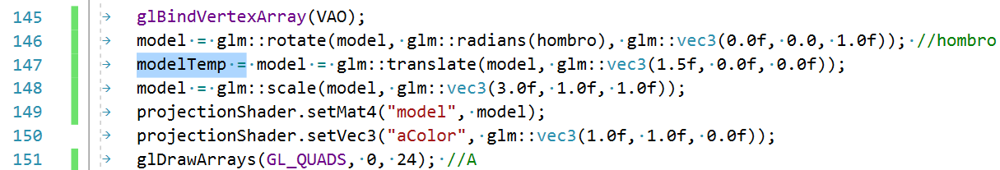 145 glBindVertexArray(VAO);
146 model = glm::rotate(model, glm::radians(hombro), glm::vec3(0.0f, 0.0, 1.0f)); //hombro
147 modelTemp = model = glm::translate(model, glm::vec3(1.5f, 0.0f, 0.0f));
148 model = glm::scale(model, glm::vec3(3.0f, 1.0f, 1.0f));
149 projectionShader.setMat4("model", model);
150 projectionShader.setVec3("aColor", glm::vec3(1.0f, 1.0f, 0.0f));
151 glDrawArrays(GL_QUADS, 0, 24); //A